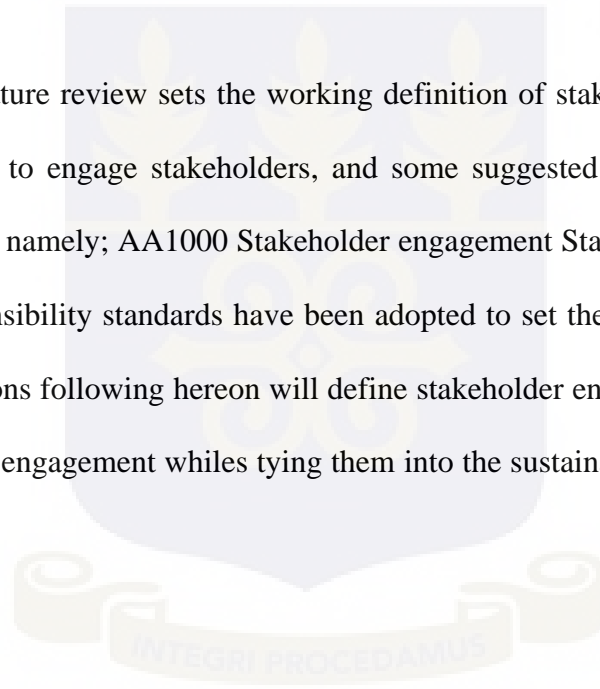 ture review sets the working definition of stak
to engage stakeholders, and some suggested
namely; AA1000 Stakeholder engagement Sta
nsibility standards have been adopted to set the
ons following hereon will define stakeholder en
engagement whiles tying them into the sustain
INTEGRI PROCEDAMUS